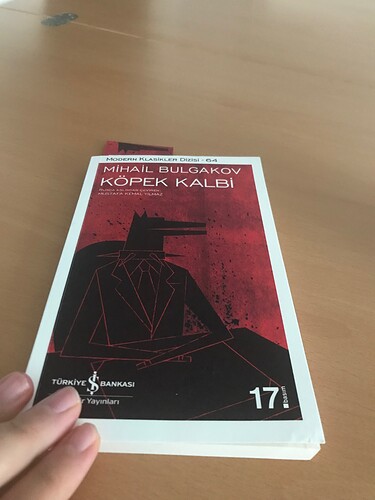 MODERN KLASİKLER DİZİSİ - 64
MİHAİL BULGAKOV
KÖPEK KALBİ
RUSÇA ASLINDAN ÇEVİREN:
MUSTAFA KEMAL YILMAZ
TÜRKİYE İŞ BANKASI
Yayınları
17. basım